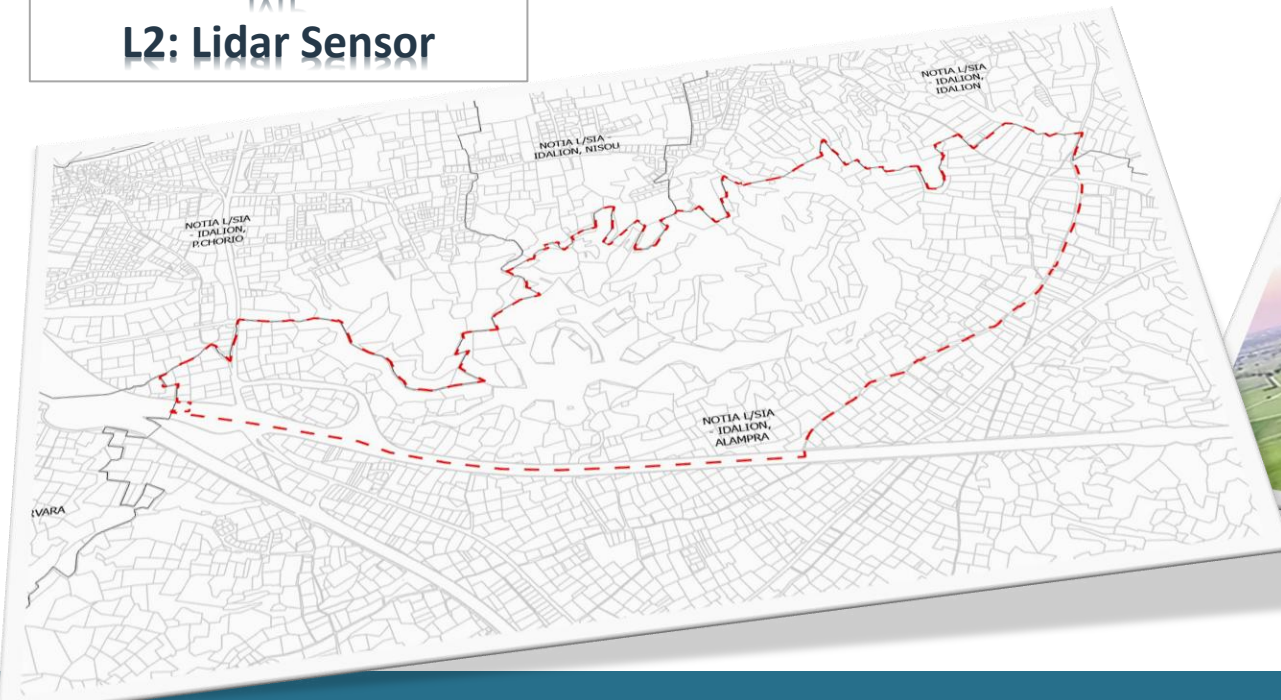 L2: Lidar Sensor
NOTIA L/SIA
- IDALION,
IDALION
NOTIA L/SIA -
IDALION, NISOU
NOTIA L/SIA
- IDALION,
P.CHORIO
NOTIA L/SIA
- IDALION,
ALAMPRA